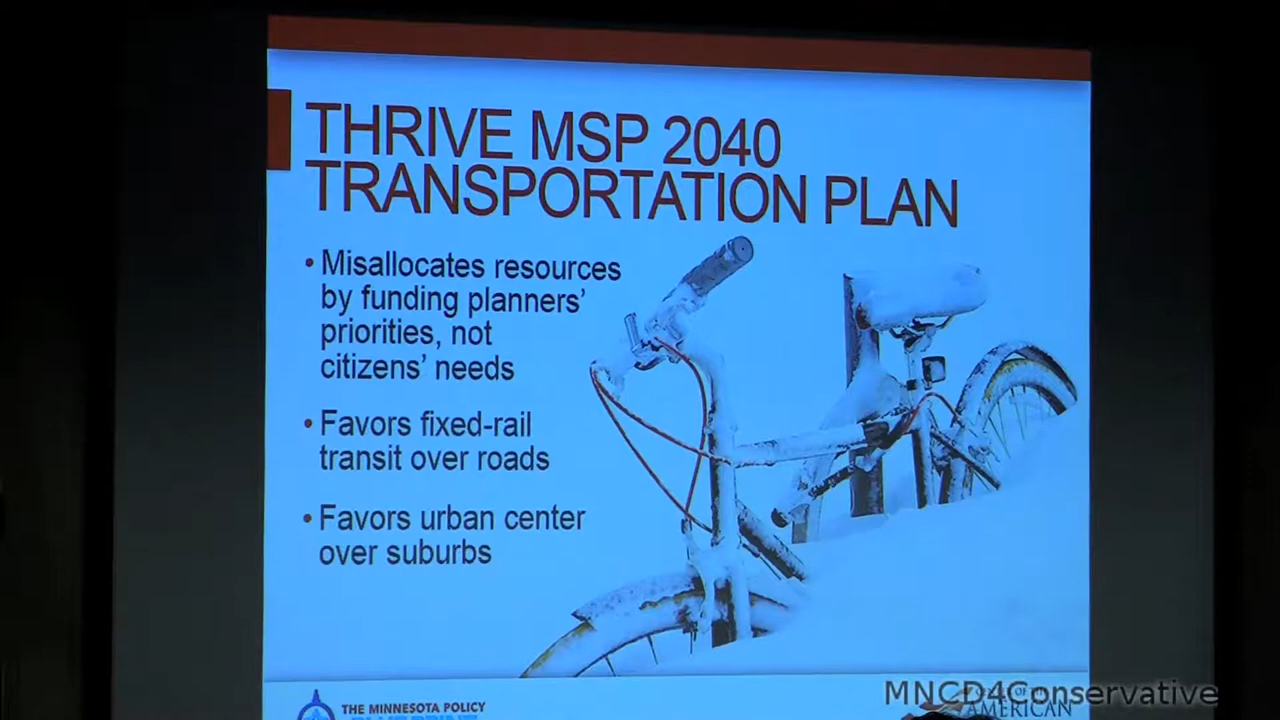 THRIVE MSP 2040
TRANSPORTATION PLAN
• Misallocates resources
by funding planners'
priorities, not
citizens' needs
• Favors fixed-rail
transit over roads
• Favors urban center
over suburbs
THE MINNESOTA POLICY
BLUEPRINT
AMERICAN
MNCD4Conservative